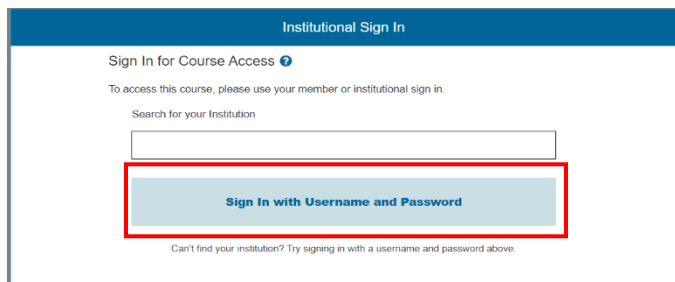 Institutional Sign In
Sign In for Course Access ?
To access this course, please use your member or institutional sign in.
Search for your Institution
Sign In with Username and Password
Can't find your institution? Try signing in with a username and password above.